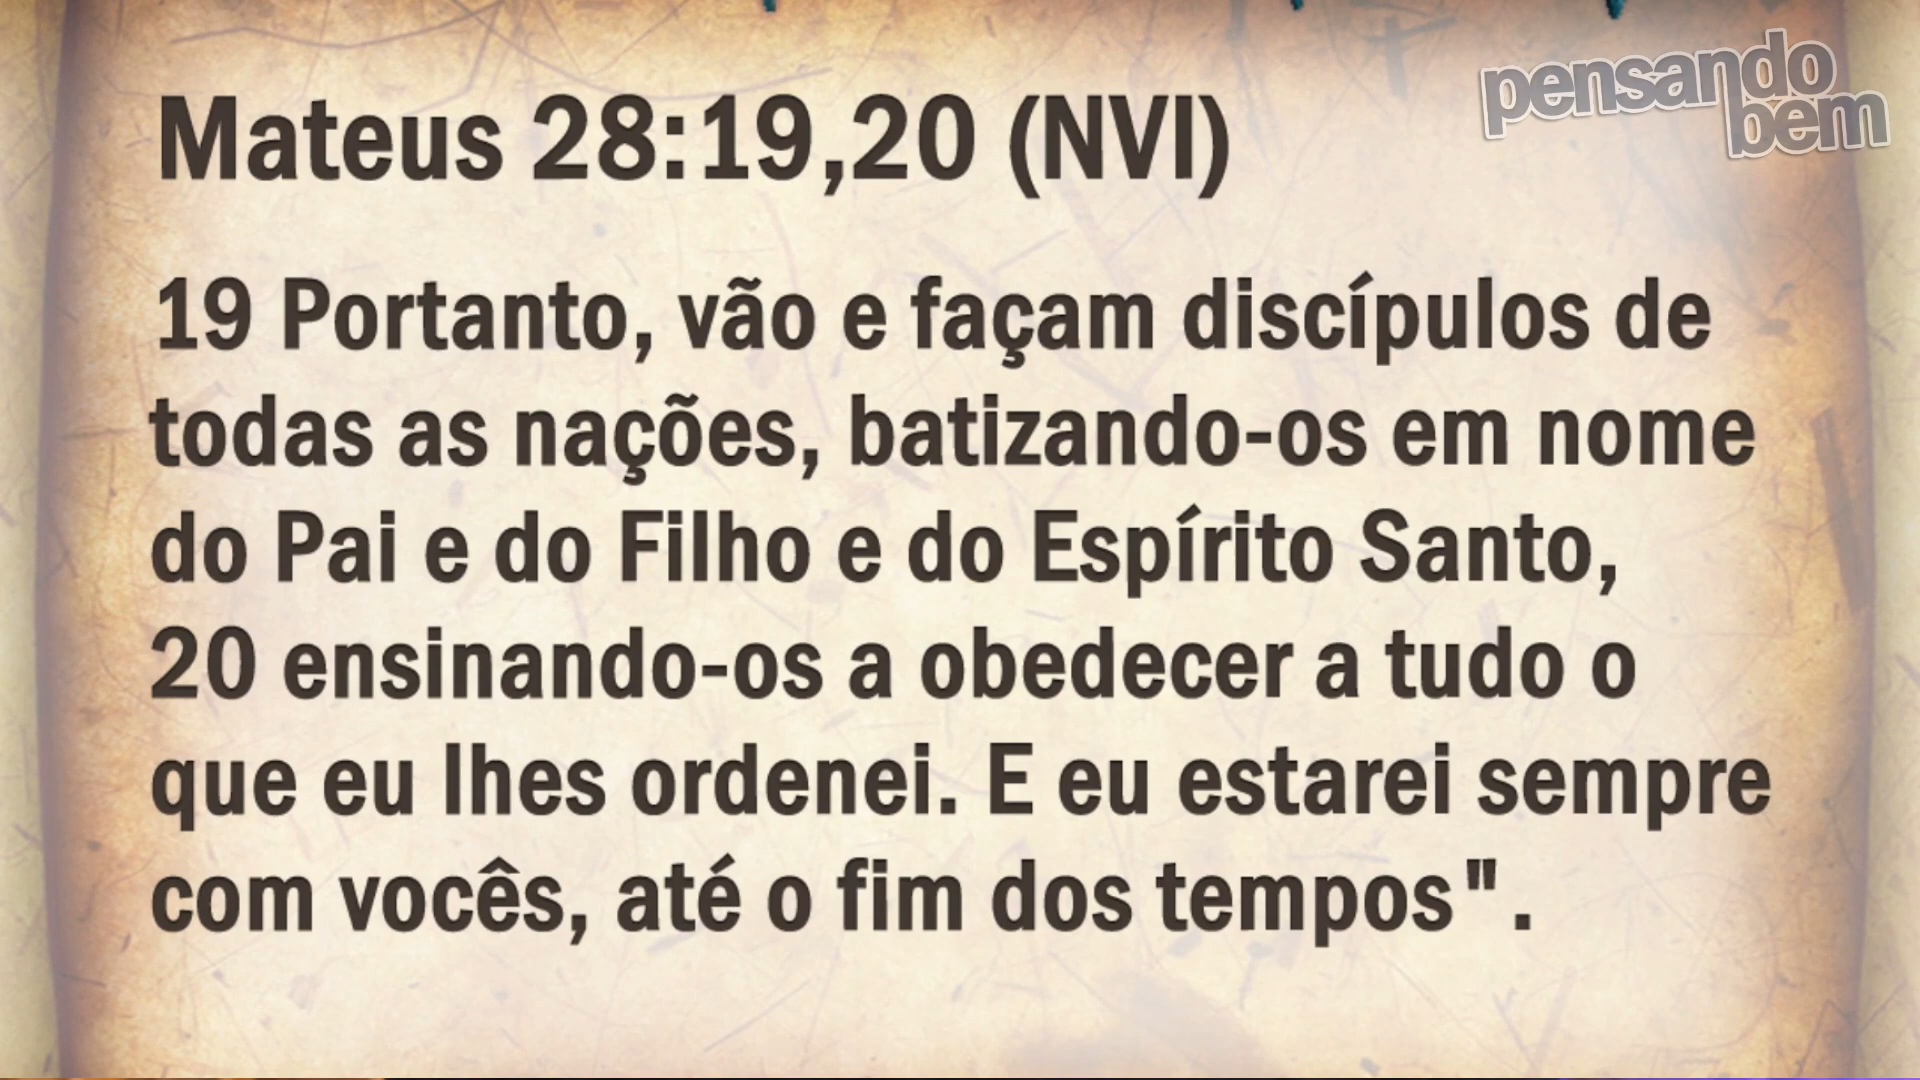 pensando
bem
Mateus 28:19,20 (NVI)
19 Portanto, vão e façam discípulos de
todas as nações, batizando-os em nome
do Pai e do Filho e do Espírito Santo,
20 ensinando-os a obedecer a tudo o
que eu lhes ordenei. E eu estarei sempre
com vocês, até o fim dos tempos".